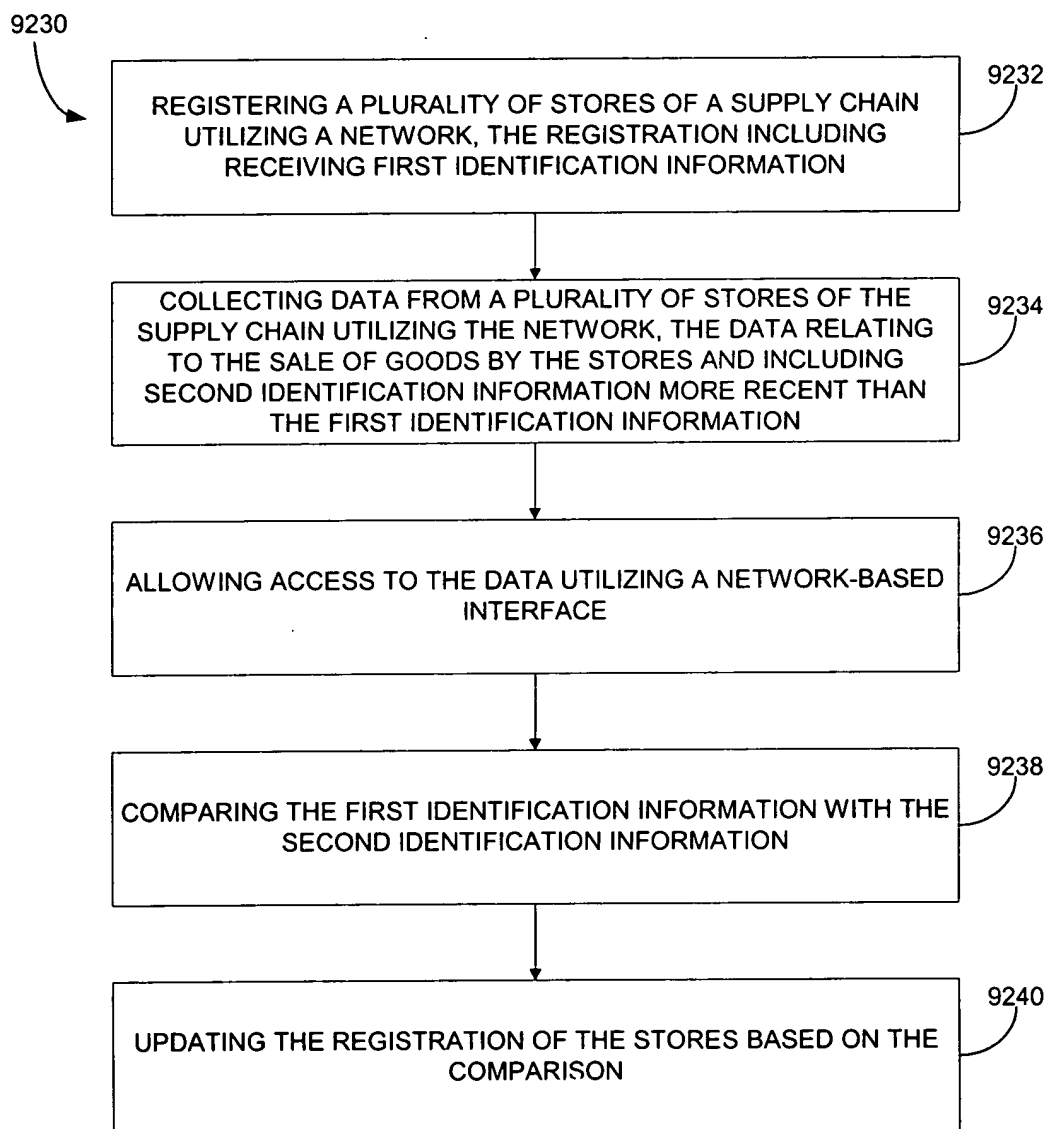 9230
9232
REGISTERING A PLURALITY OF STORES OF A SUPPLY CHAIN
UTILIZING A NETWORK, THE REGISTRATION INCLUDING
RECEIVING FIRST IDENTIFICATION INFORMATION
9234
COLLECTING DATA FROM A PLURALITY OF STORES OF THE
SUPPLY CHAIN UTILIZING THE NETWORK, THE DATA RELATING
TO THE SALE OF GOODS BY THE STORES AND INCLUDING
SECOND IDENTIFICATION INFORMATION MORE RECENT THAN
THE FIRST IDENTIFICATION INFORMATION
9236
ALLOWING ACCESS TO THE DATA UTILIZING A NETWORK-BASED
INTERFACE
9238
COMPARING THE FIRST IDENTIFICATION INFORMATION WITH THE
SECOND IDENTIFICATION INFORMATION
9240
UPDATING THE REGISTRATION OF THE STORES BASED ON THE
COMPARISON